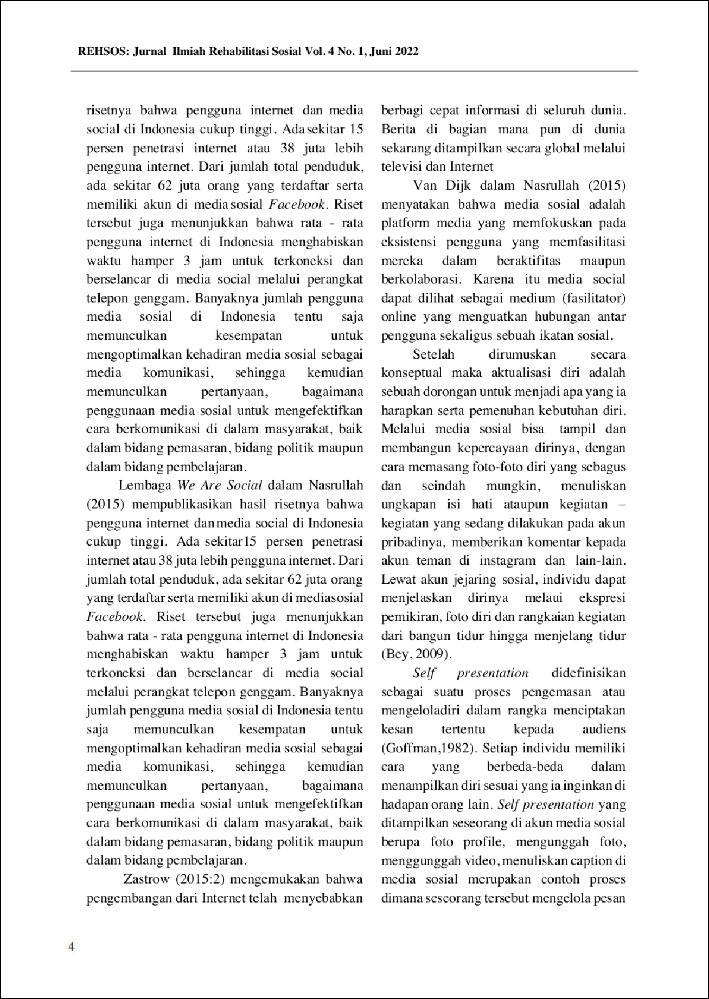 REHSOS: Jurnal Ilmiah Rehabilitasi Sosial Vol. 4 No. 1, Juni 2022
risetnya bahwa pengguna internet dan media
social di Indonesia cukup tinggi. Ada sekitar 15
persen penetrasi internet atau 38 juta lebih
pengguna internet. Dari jumlah total penduduk,
ada sekitar 62 juta orang yang terdaftar serta
memiliki akun di media sosial Facebook. Riset
tersebut juga menunjukkan bahwa rata - rata
pengguna internet di Indonesia menghabiskan
waktu hamper 3 jam untuk terkoneksi dan
berselancar di media social melalui perangkat
telepon genggam. Banyaknya jumlah pengguna
media sosial di Indonesia tentu saja
memunculkan kesempatan untuk
mengoptimalkan kehadiran media sosial sebagai
media komunikasi, sehingga kemudian
memunculkan pertanyaan, bagaimana
penggunaan media sosial untuk mengefektifkan
cara berkomunikasi di dalam masyarakat, baik
dalam bidang pemasaran, bidang politik maupun
dalam bidang pembelajaran.
Lembaga We Are Social dalam Nasrullah
(2015) mempublikasikan hasil risetnya bahwa
pengguna internet dan media social di Indonesia
cukup tinggi. Ada sekitar15 persen penetrasi
internet atau 38 juta lebih pengguna internet. Dari
jumlah total penduduk, ada sekitar 62 juta orang
yang terdaftar serta memiliki akun di mediasosial
Facebook. Riset tersebut juga menunjukkan
bahwa rata - rata pengguna internet di Indonesia
menghabiskan waktu hamper 3 jam untuk
terkoneksi dan berselancar di media social
melalui perangkat telepon genggam. Banyaknya
jumlah pengguna media sosial di Indonesia tentu
saja memunculkan kesempatan untuk
mengoptimalkan kehadiran media sosial sebagai
media komunikasi, sehingga kemudian
memunculkan pertanyaan, bagaimana
penggunaan media sosial untuk mengefektifkan
cara berkomunikasi di dalam masyarakat, baik
dalam bidang pemasaran, bidang politik maupun
dalam bidang pembelajaran.
Zastrow (2015:2) mengemukakan bahwa
pengembangan dari Internet telah menyebabkan
berbagi cepat informasi di seluruh dunia.
Berita di bagian mana pun di dunia
sekarang ditampilkan secara global melalui
televisi dan Internet
Van Dijk dalam Nasrullah (2015)
menyatakan bahwa media sosial adalah
platform media yang memfokuskan pada
eksistensi pengguna yang memfasilitasi
mereka dalam beraktifitas maupun
berkolaborasi. Karena itu media social
dapat dilihat sebagai medium (fasilitator)
online yang menguatkan hubungan antar
pengguna sekaligus sebuah ikatan sosial.
Setelah dirumuskan secara
konseptual maka aktualisasi diri adalah
sebuah dorongan untuk menjadi apa yang ia
harapkan serta pemenuhan kebutuhan diri.
Melalui media sosial bisa tampil dan
membangun kepercayaan dirinya, dengan
cara memasang foto-foto diri yang sebagus
dan seindah mungkin, menuliskan
ungkapan isi hati ataupun kegiatan –
kegiatan yang sedang dilakukan pada akun
pribadinya, memberikan komentar kepada
akun teman di instagram dan lain-lain.
Lewat akun jejaring sosial, individu dapat
menjelaskan dirinya melaui ekspresi
pemikiran, foto diri dan rangkaian kegiatan
dari bangun tidur hingga menjelang tidur
(Bey, 2009).
Self presentation didefinisikan
sebagai suatu proses pengemasan atau
mengeloladiri dalam rangka menciptakan
kesan tertentu kepada audiens
(Goffman,1982). Setiap individu memiliki
cara yang berbeda-beda dalam
menampilkan diri sesuai yang ia inginkan di
hadapan orang lain. Self presentation yang
ditampilkan seseorang di akun media sosial
berupa foto profile, mengunggah foto,
menggunggah video, menuliskan caption di
media sosial merupakan contoh proses
dimana seseorang tersebut mengelola pesan
4